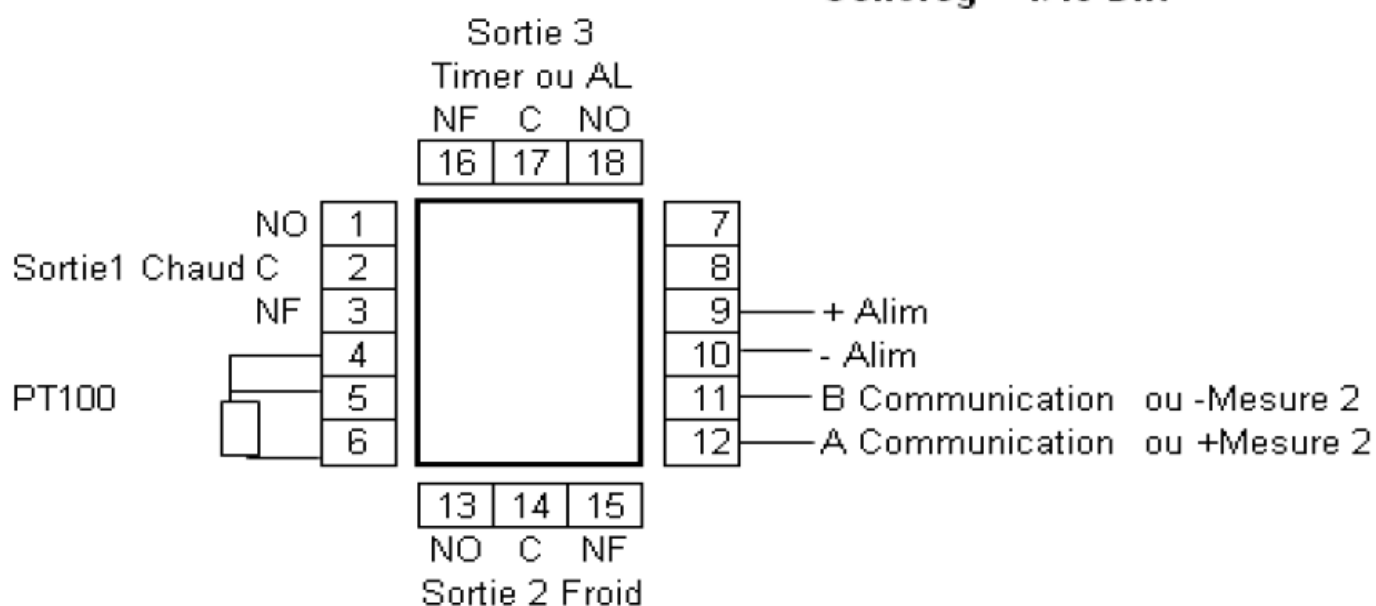 Sortie 3
Timer ou AL
NF C NO
16 17 18
NO 1
Sortie1 Chaud C 2
NF 3
4
PT100 5
6
7
8
9 + Alim
10 - Alim
11 B Communication ou -Mesure 2
12 A Communication ou +Mesure 2
13 14 15
NO C NF
Sortie 2 Froid